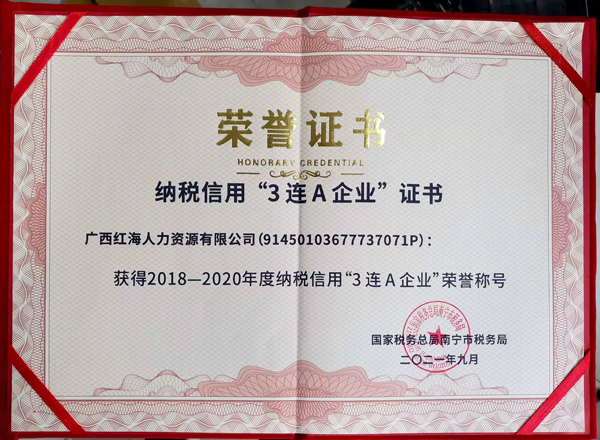 荣誉证书
HONORARY CREDENTIAL
纳税信用“3连A企业”证书
广西红海人力资源有限公司(91450103677737071P)：
获得2018—2020年度纳税信用“3连A企业”荣誉称号
国家税务总局南宁市税务局
二〇二一年九月